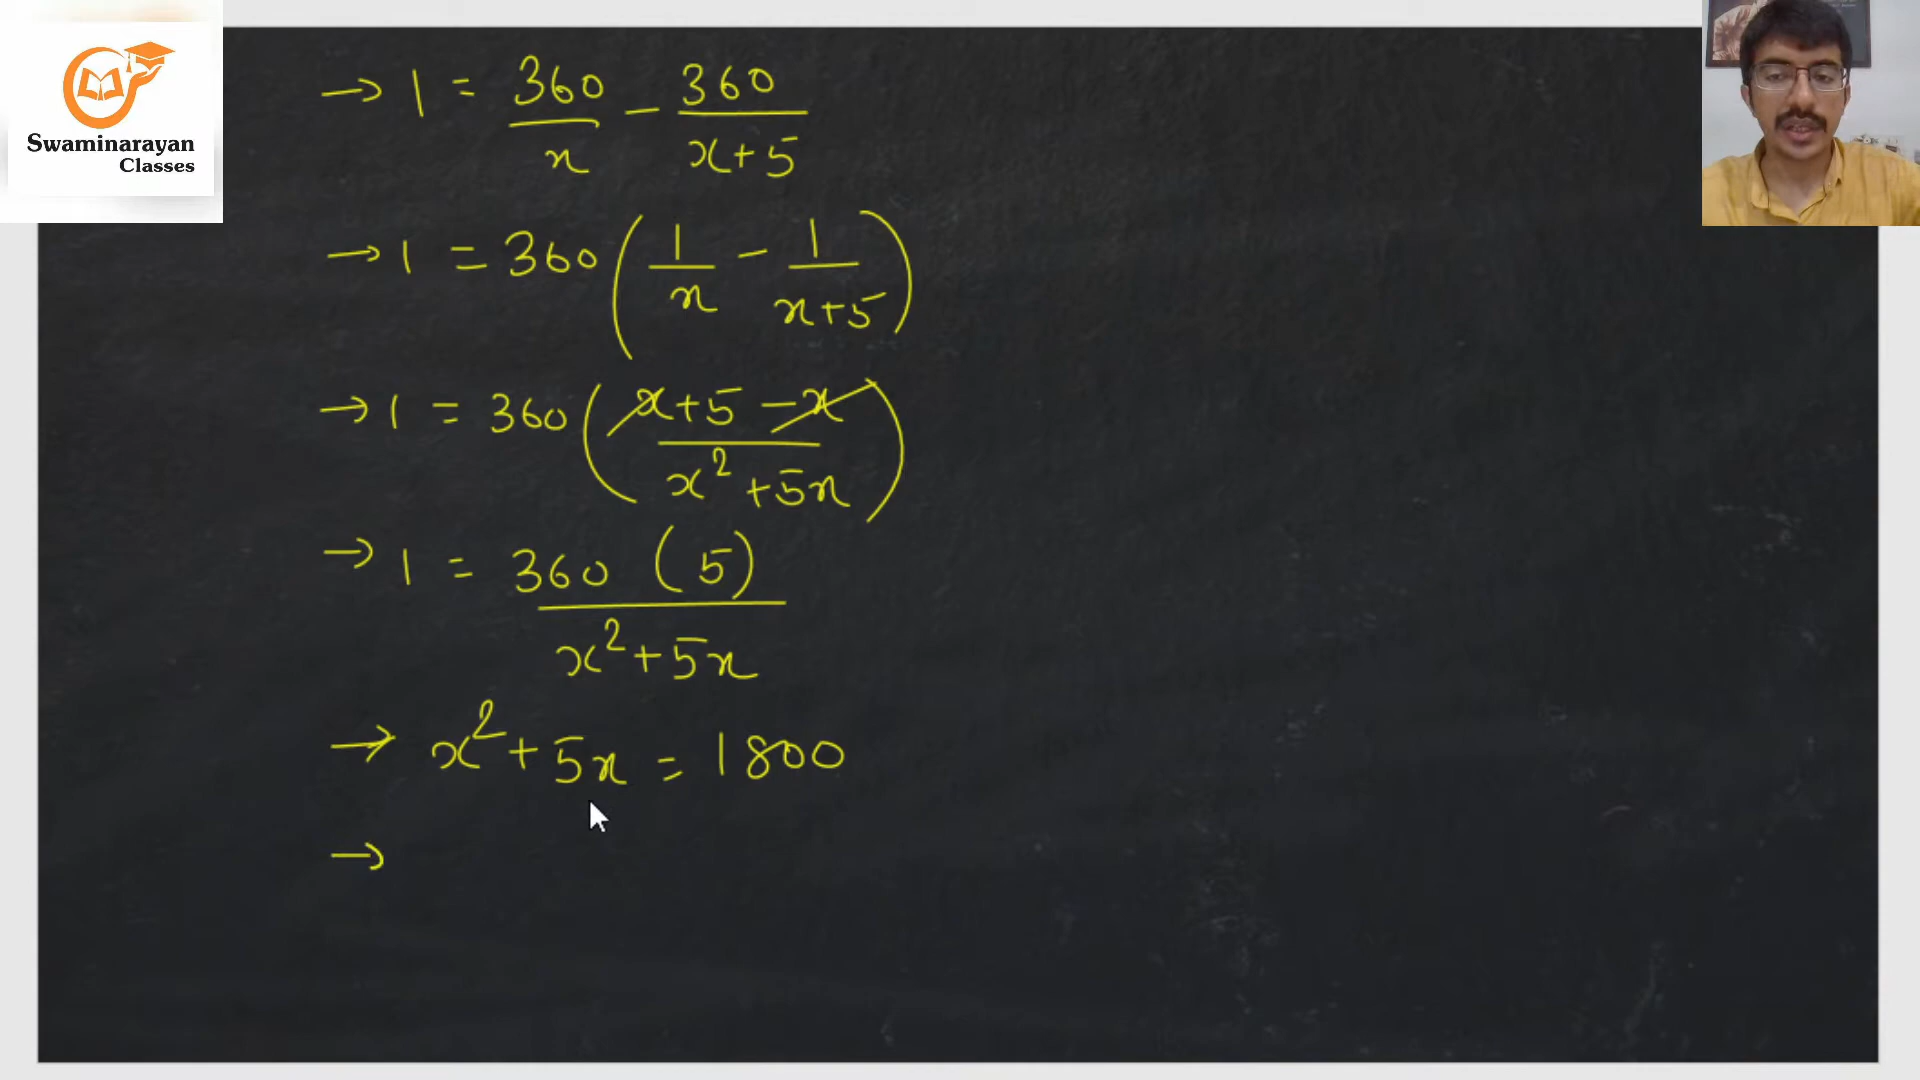 Swaminarayan
Classes
→ 1 = 360/x - 360/x+5
→ 1 = 360 (1/x - 1/x+5)
→ 1 = 360 (x+5-x/x²+5x)
→ 1 = 360 (5)/x²+5x
→ x²+5x = 1800
→